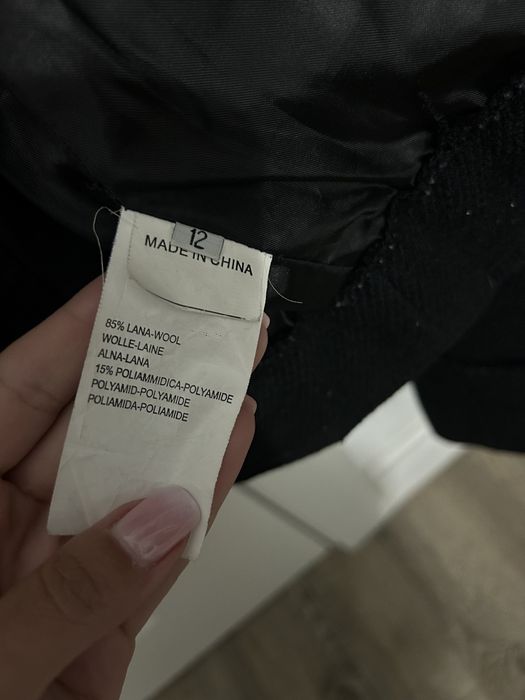 12
MADE IN CHINA
85% LANA-WOOL
WOLLE-LAINE
ALNA-LANA
15% POLIAMMIDICA-POLYAMIDE
POLYAMID-POLYAMIDE
POLIAMIDA-POLIAMIDE